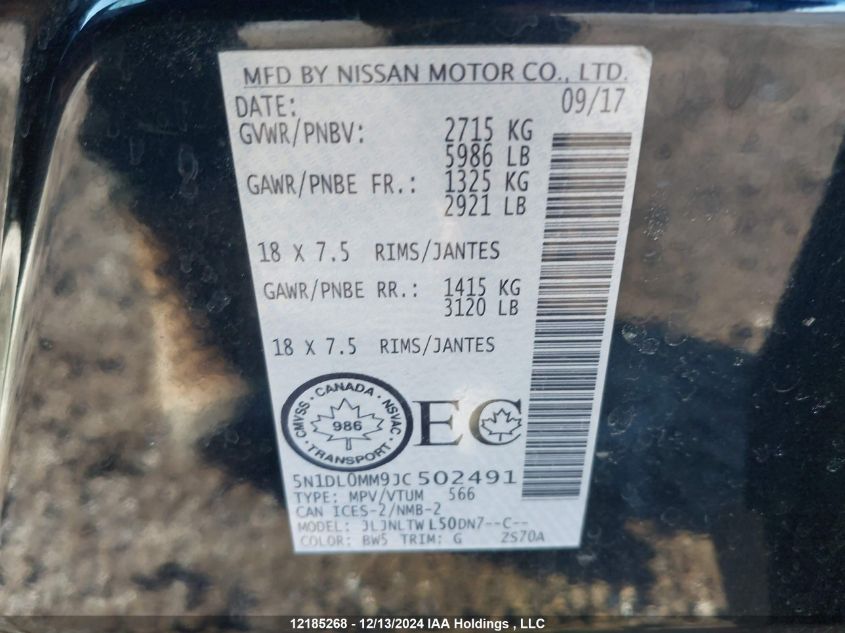 MFD BY NISSAN MOTOR CO., LTD.
DATE: 09/17
GVWR/PNBV: 2715 KG
5986 LB
GAWR/PNBE FR.: 1325 KG
2921 LB
18 X 7.5 RIMS/JANTES
GAWR/PNBE RR.: 1415 KG
3120 LB
18 X 7.5 RIMS/JANTES
CANADA
CMVSS · NSVAC
986
TRANSPORT
EC
5N1DL0MM9JC502491
TYPE: MPV/VTUM 566
CAN ICES-2/NMB-2
MODEL: JLJNLTWL50DN7--C--
COLOR: BW5 TRIM: G ZS70A
12185268 - 12/13/2024 IAA Holdings , LLC